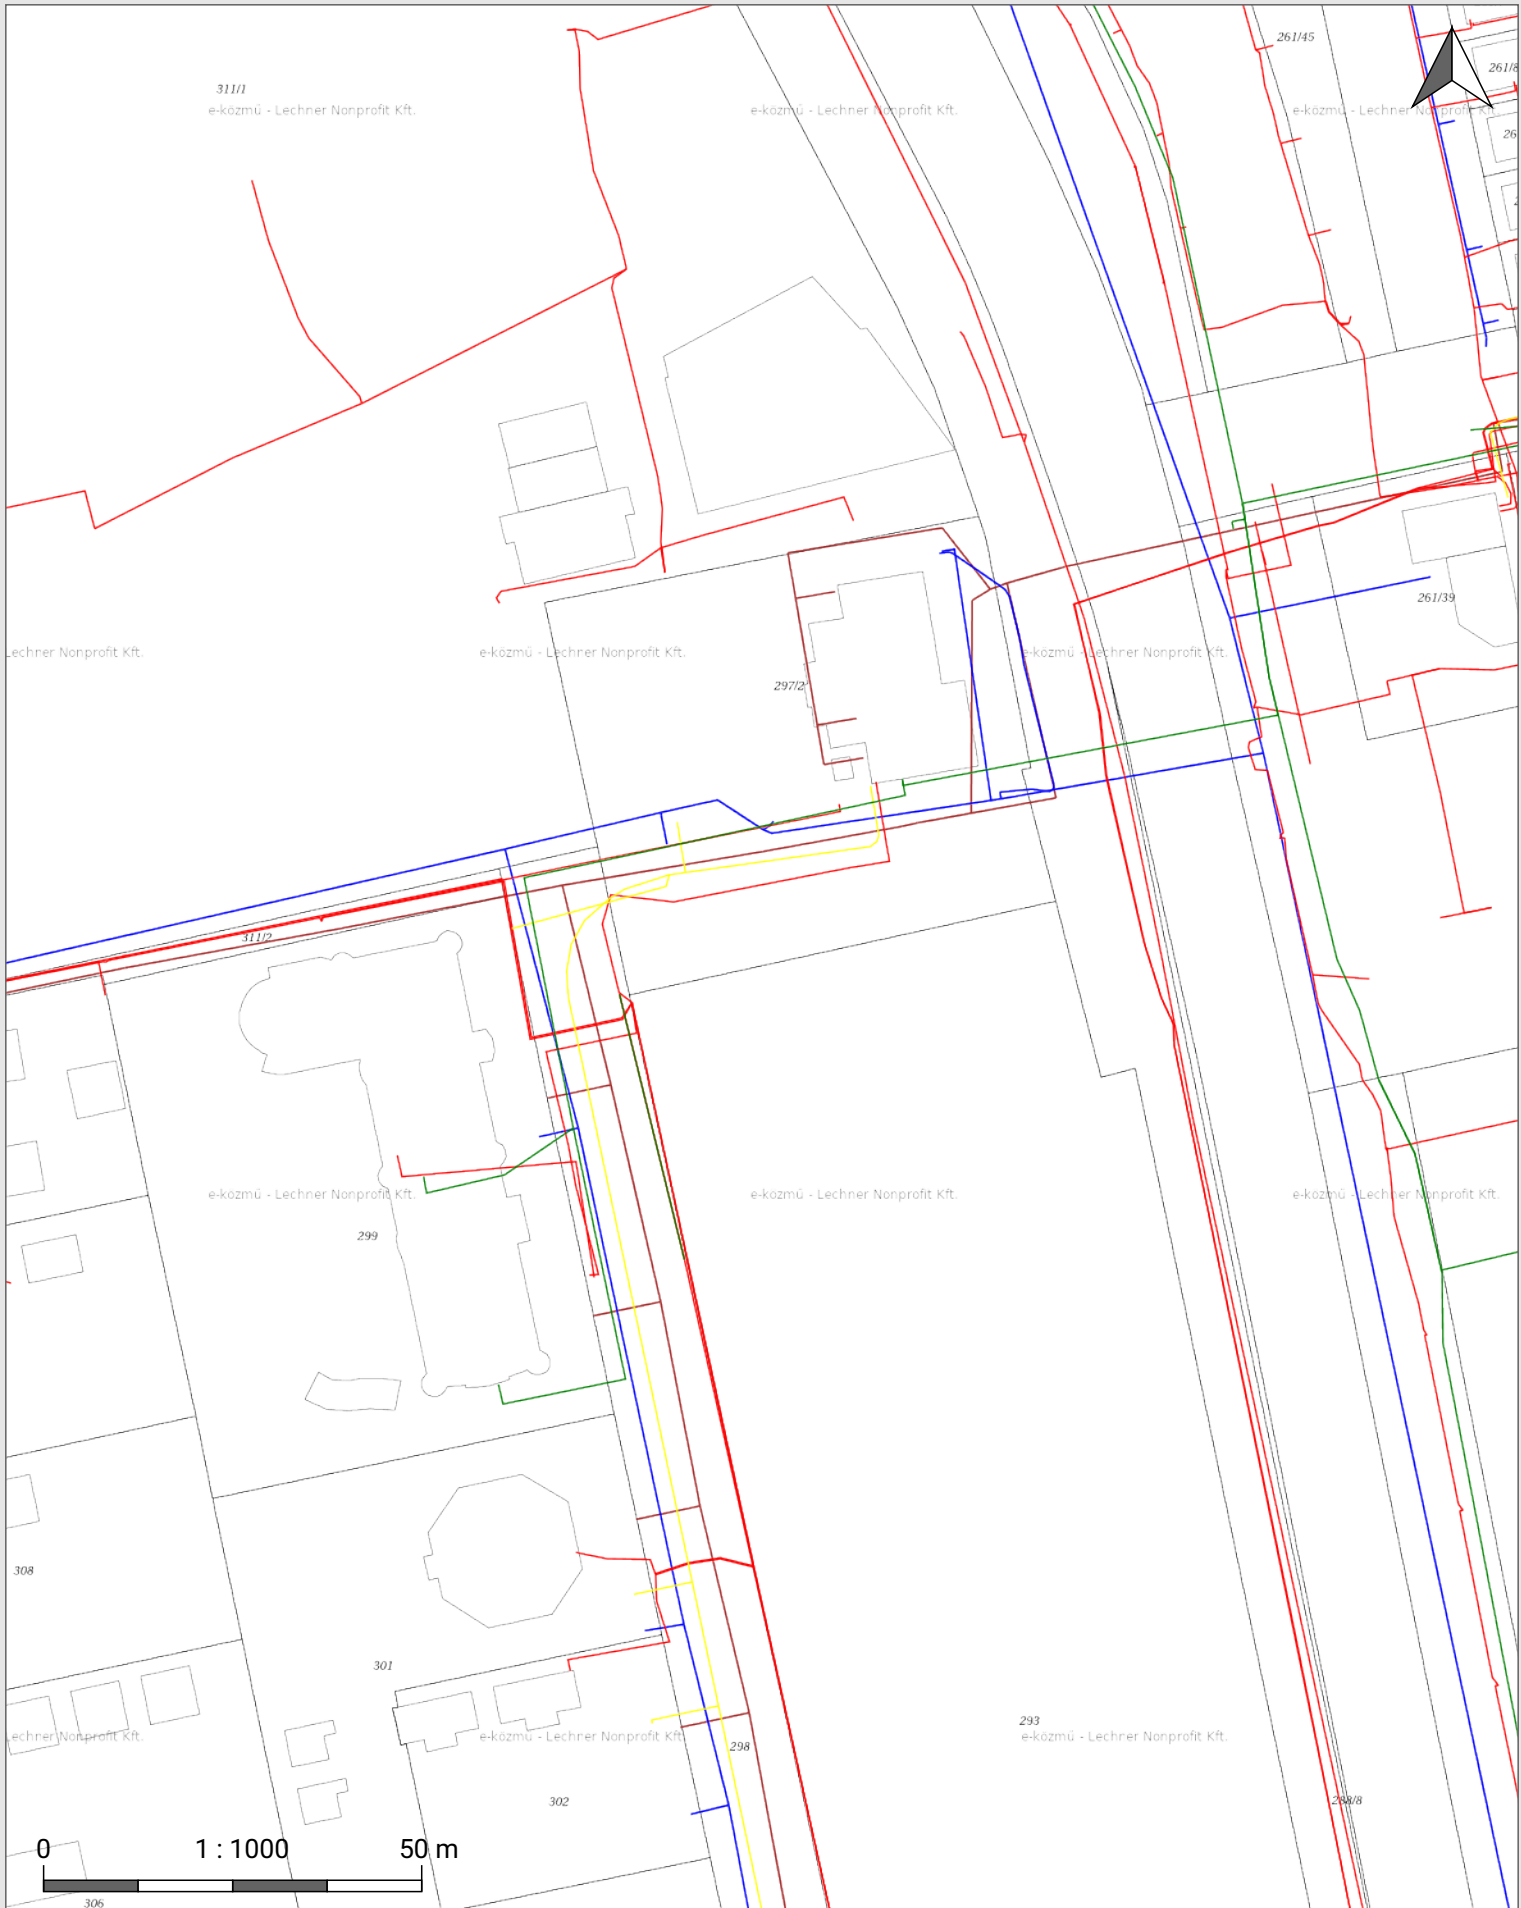 261/45
261/8
311/1
e-közmű - Lechner Nonprofit Kft.
e-közmű - Lechner Nonprofit Kft.
e-közmű - Lechner Nonprofit Kft.
26
261/39
Lechner Nonprofit Kft.
e-közmű - Lechner Nonprofit Kft.
e-közmű - Lechner Nonprofit Kft.
297/2
311/2
e-közmű - Lechner Nonprofit Kft.
e-közmű - Lechner Nonprofit Kft.
e-közmű - Lechner Nonprofit Kft.
299
308
301
293
Lechner Nonprofit Kft.
e-közmű - Lechner Nonprofit Kft.
e-közmű - Lechner Nonprofit Kft.
298
302
0 1 : 1000 50 m
306